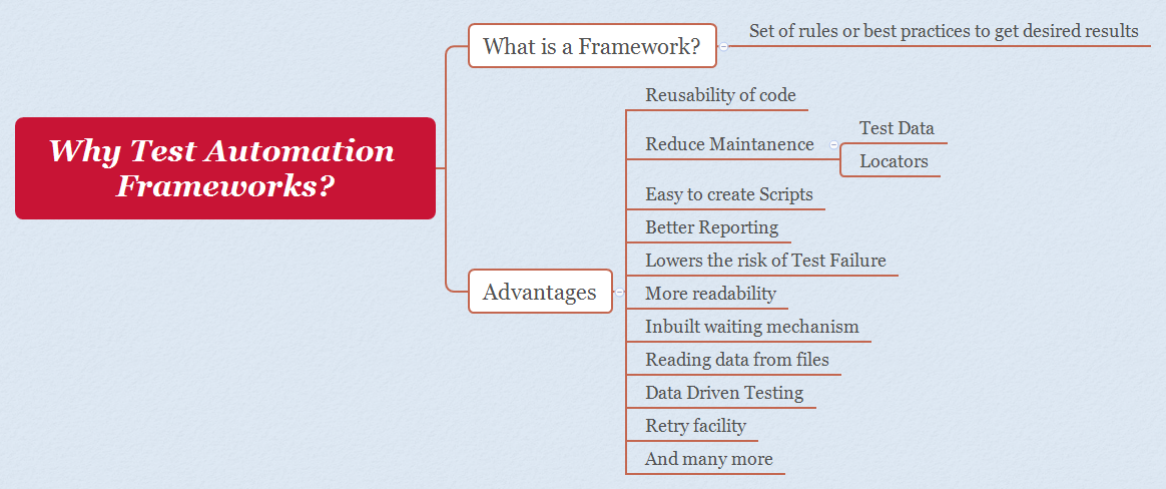 Why Test Automation
Frameworks?
What is a Framework?
Set of rules or best practices to get desired results
Advantages
Reusability of code
Reduce Maintanence
Test Data
Locators
Easy to create Scripts
Better Reporting
Lowers the risk of Test Failure
More readability
Inbuilt waiting mechanism
Reading data from files
Data Driven Testing
Retry facility
And many more